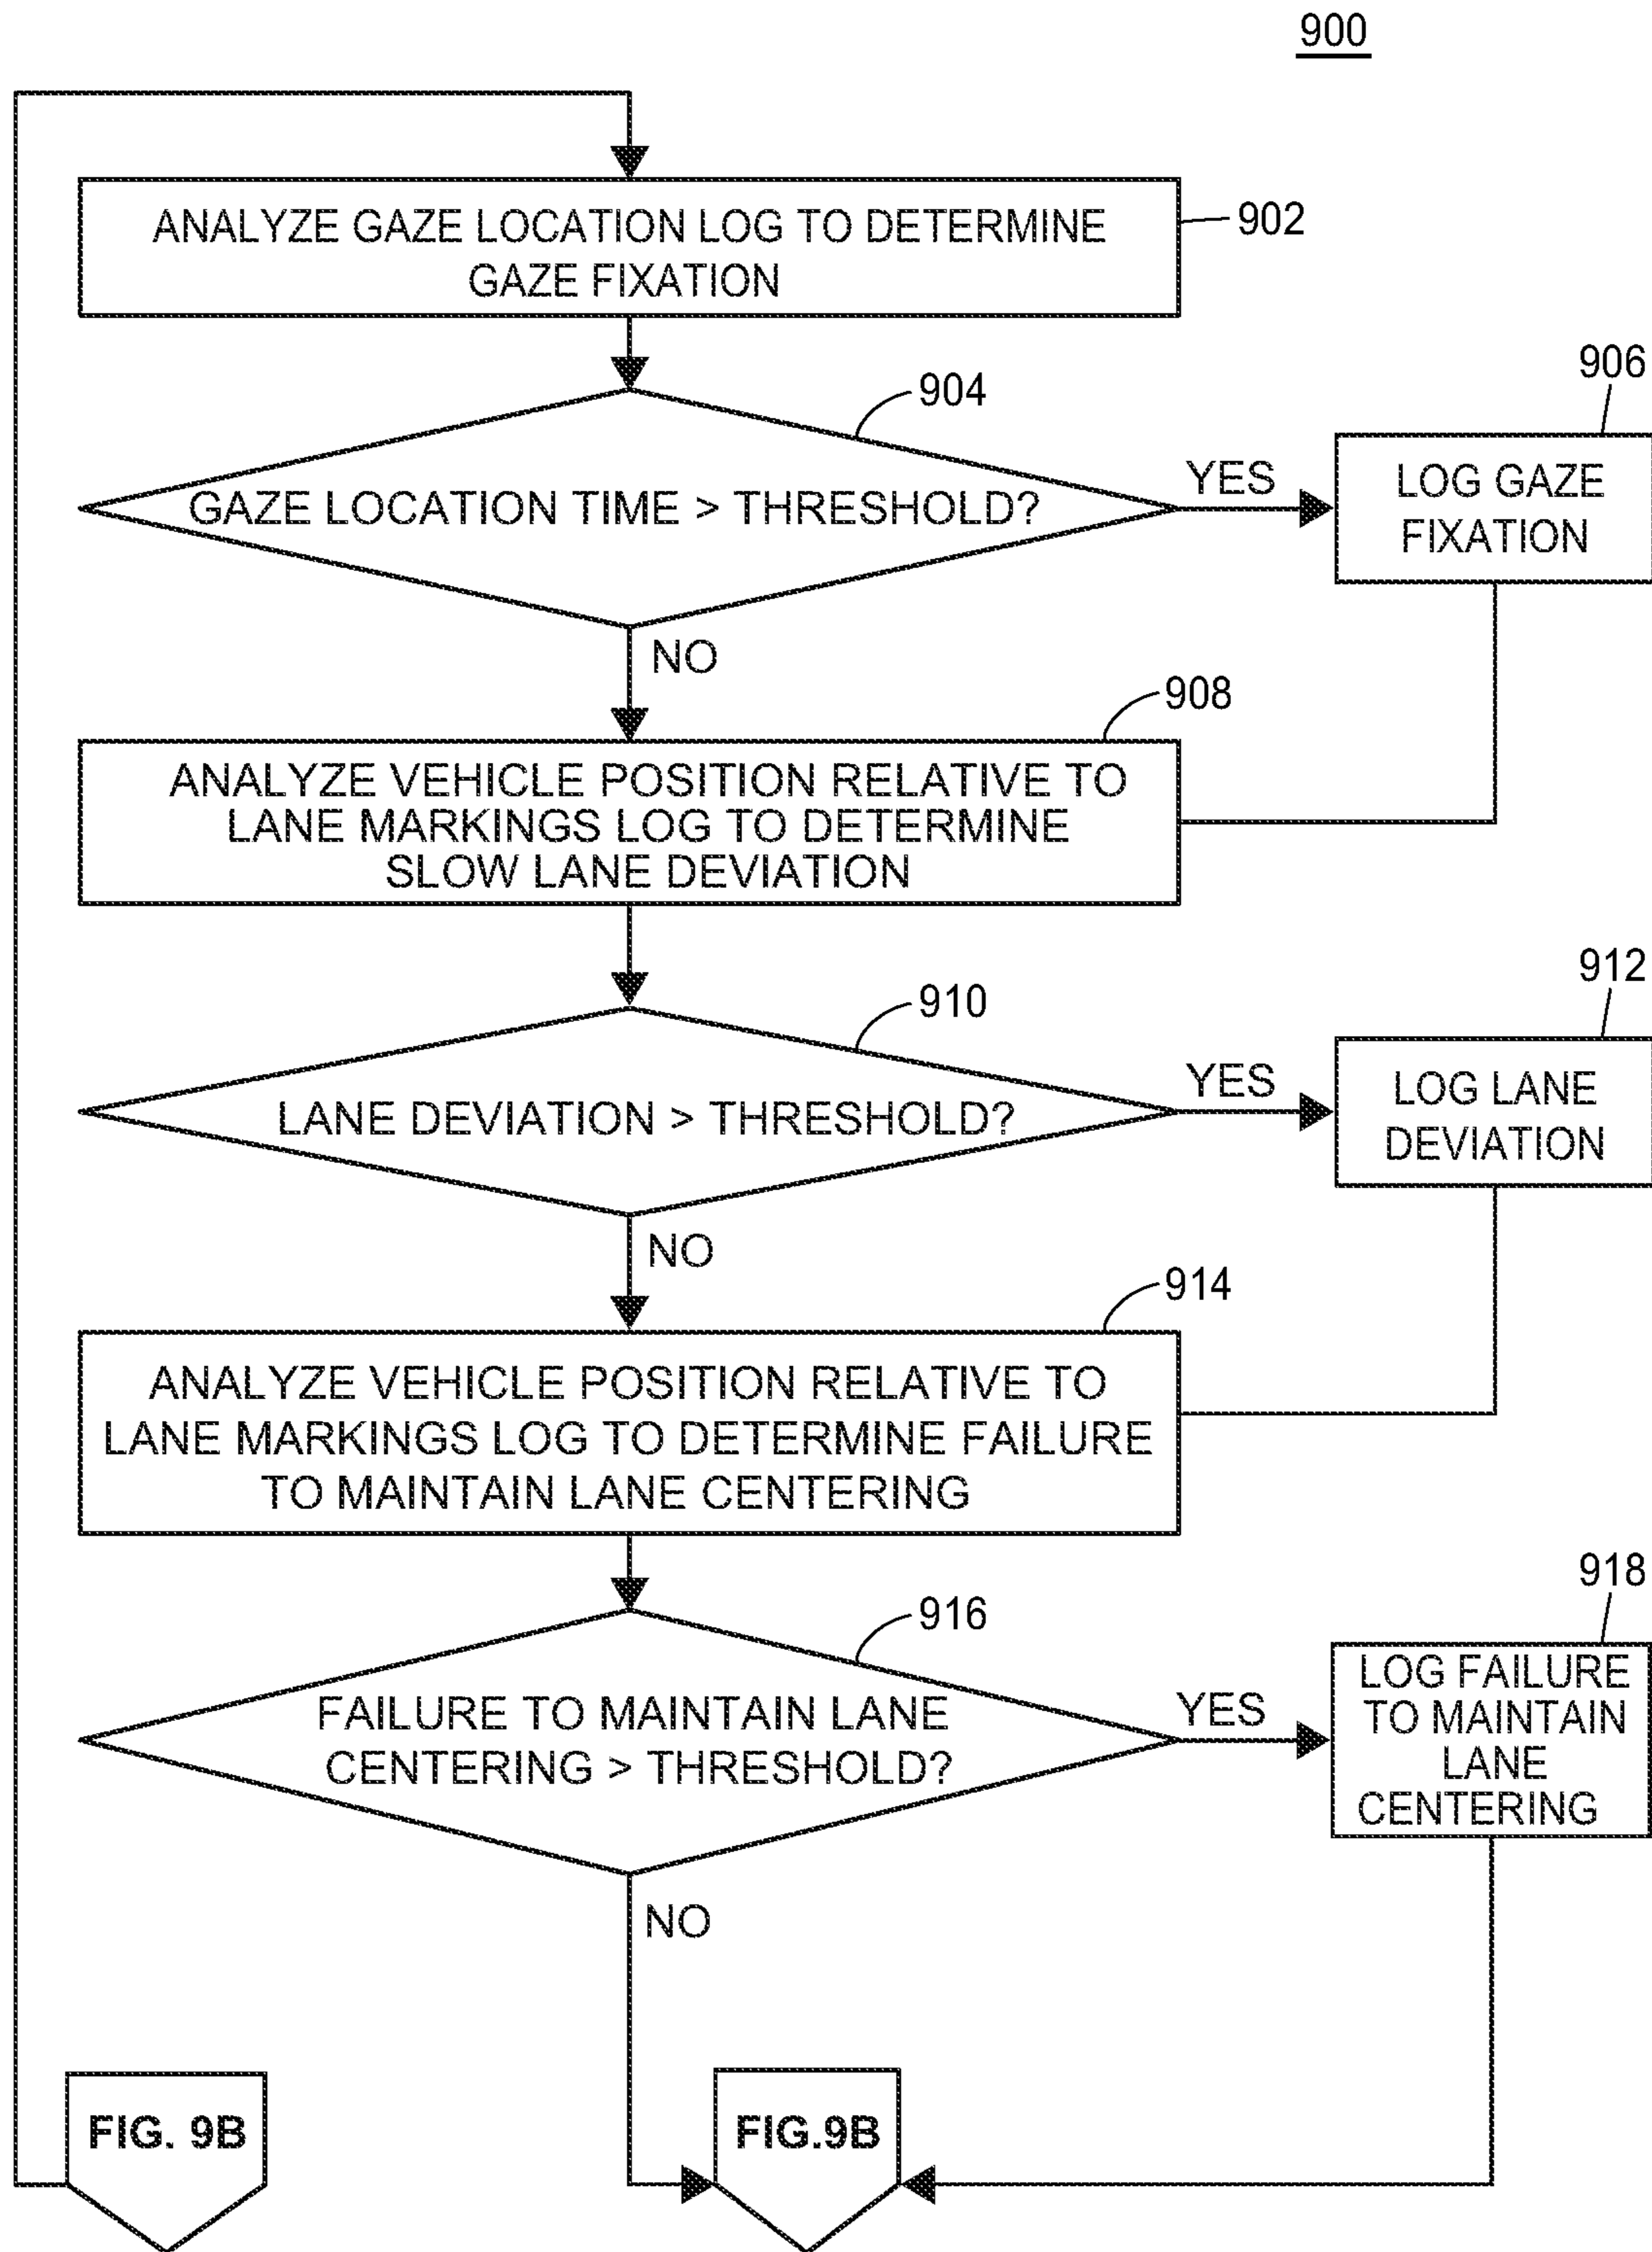 900
ANALYZE GAZE LOCATION LOG TO DETERMINE
GAZE FIXATION
902
904
GAZE LOCATION TIME > THRESHOLD?
YES
906
LOG GAZE
FIXATION
NO
908
ANALYZE VEHICLE POSITION RELATIVE TO
LANE MARKINGS LOG TO DETERMINE
SLOW LANE DEVIATION
910
LANE DEVIATION > THRESHOLD?
YES
912
LOG LANE
DEVIATION
NO
914
ANALYZE VEHICLE POSITION RELATIVE TO
LANE MARKINGS LOG TO DETERMINE FAILURE
TO MAINTAIN LANE CENTERING
916
FAILURE TO MAINTAIN LANE
CENTERING > THRESHOLD?
YES
918
LOG FAILURE
TO MAINTAIN
LANE
CENTERING
NO
FIG. 9B
FIG.9B